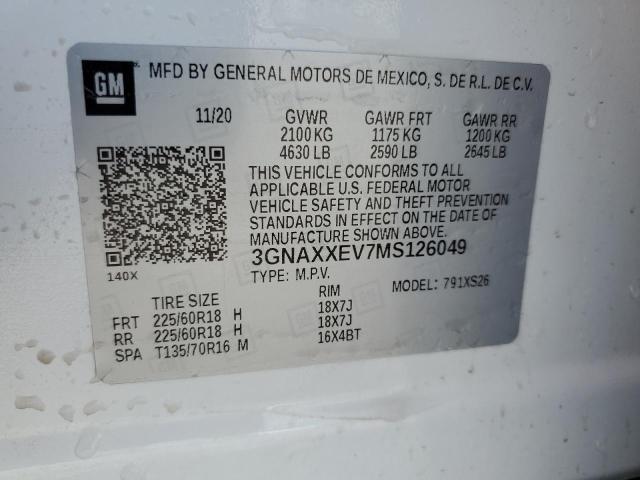 GM
MFD BY GENERAL MOTORS DE MEXICO, S. DE R.L. DE C.V.
11/20 GVWR GAWR FRT GAWR RR
2100 KG 1175 KG 1200 KG
4630 LB 2590 LB 2645 LB
THIS VEHICLE CONFORMS TO ALL
APPLICABLE U.S. FEDERAL MOTOR
VEHICLE SAFETY AND THEFT PREVENTION
STANDARDS IN EFFECT ON THE DATE OF
MANUFACTURE SHOWN ABOVE.
3GNAXXEV7MS126049
140X TYPE: M.P.V. MODEL: 791XS26
TIRE SIZE RIM
FRT 225/60R18 H 18X7J
RR 225/60R18 H 18X7J
SPA T135/70R16 M 16X4BT